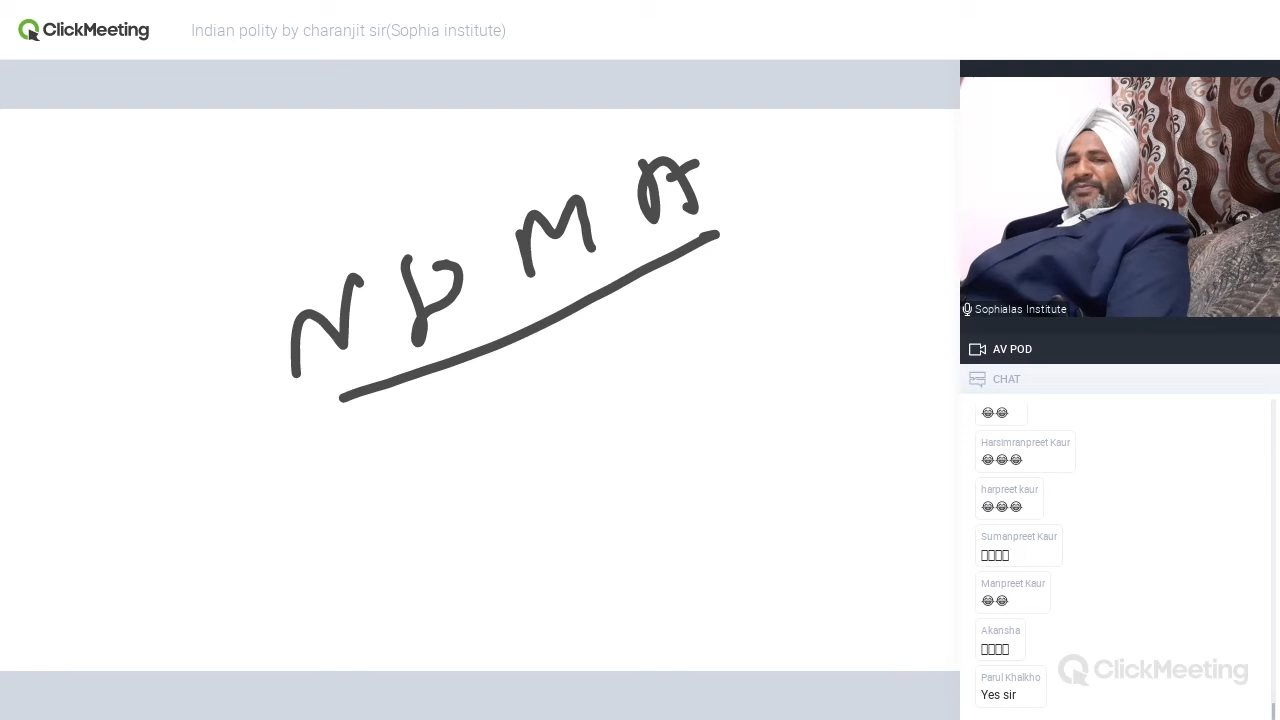 ClickMeeting
Indian polity by charanjit sir(Sophia institute)
NDMA
Sophialas Institute
AV POD
CHAT
😂😂
Harsimranpreet Kaur
😂😂😂
harpreet kaur
😂😂😂
Sumanpreet Kaur
Manpreet Kaur
😂😂
Akansha
Parul Khalkho
Yes sir
ClickMeeting